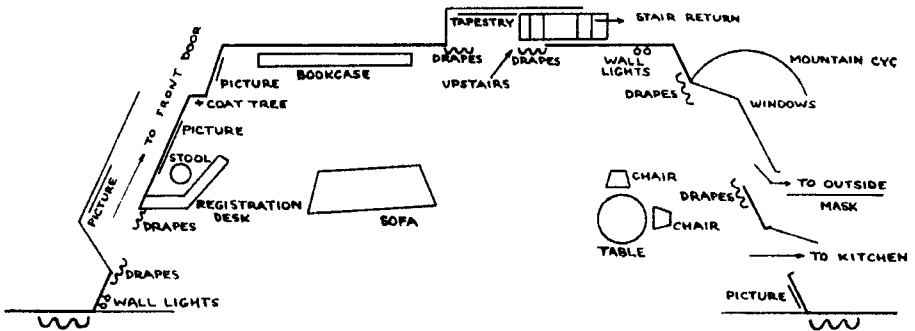 TAPESTRY
STAIR RETURN
DRAPES
UPSTAIRS
DRAPES
WALL
LIGHTS
MOUNTAIN CYC
DRAPES
WINDOWS
TO FRONT DOOR
PICTURE
BOOKCASE
COAT TREE
PICTURE
STOOL
PICTURE
REGISTRATION
DESK
DRAPES
SOFA
CHAIR
CHAIR
TABLE
DRAPES
TO OUTSIDE
MASK
TO KITCHEN
DRAPES
WALL LIGHTS
PICTURE